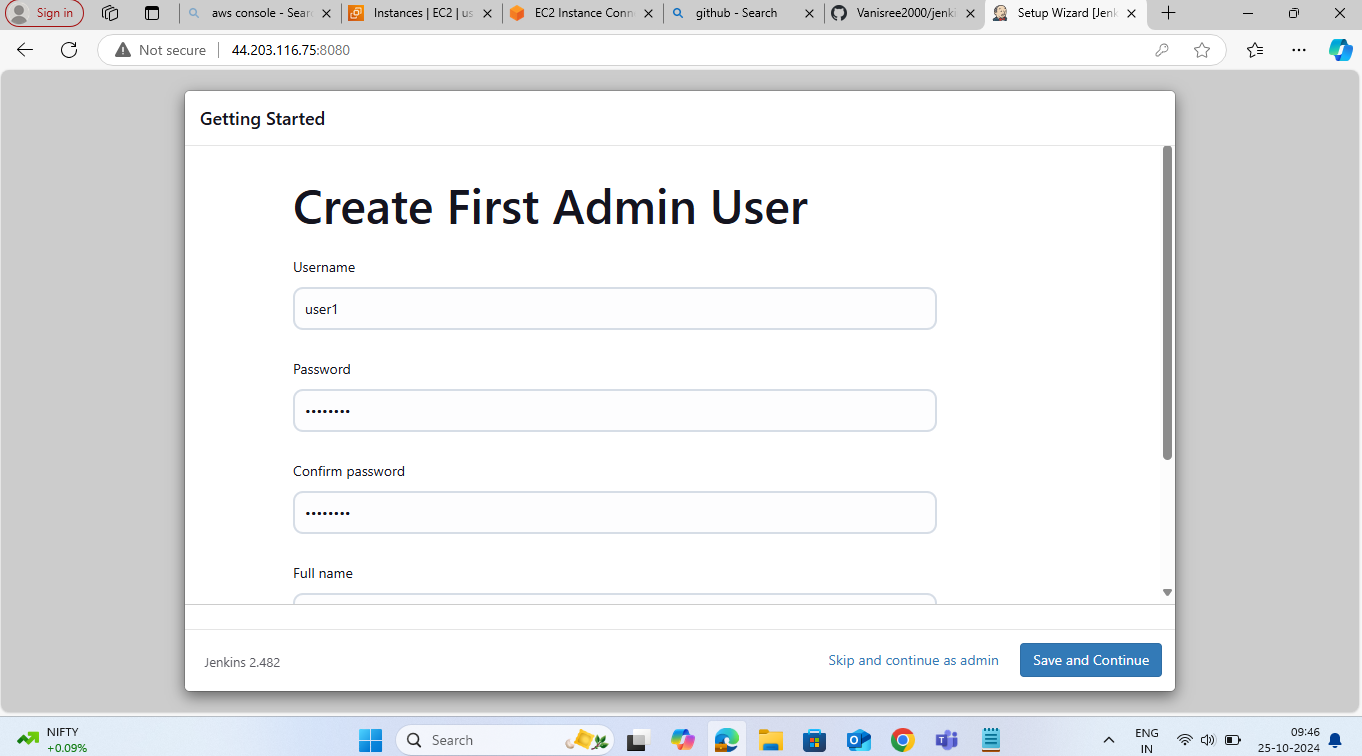 Sign in
aws console - Sear
Instances | EC2 | us
EC2 Instance Conn
github - Search
Vanisree2000/jenki
Setup Wizard [Jenk
Not secure
44.203.116.75:8080
Getting Started
Create First Admin User
Username
user1
Password
••••••••
Confirm password
••••••••
Full name
Jenkins 2.482
Skip and continue as admin
Save and Continue
NIFTY
+0.09%
Search
ENG
IN
09:46
25-10-2024